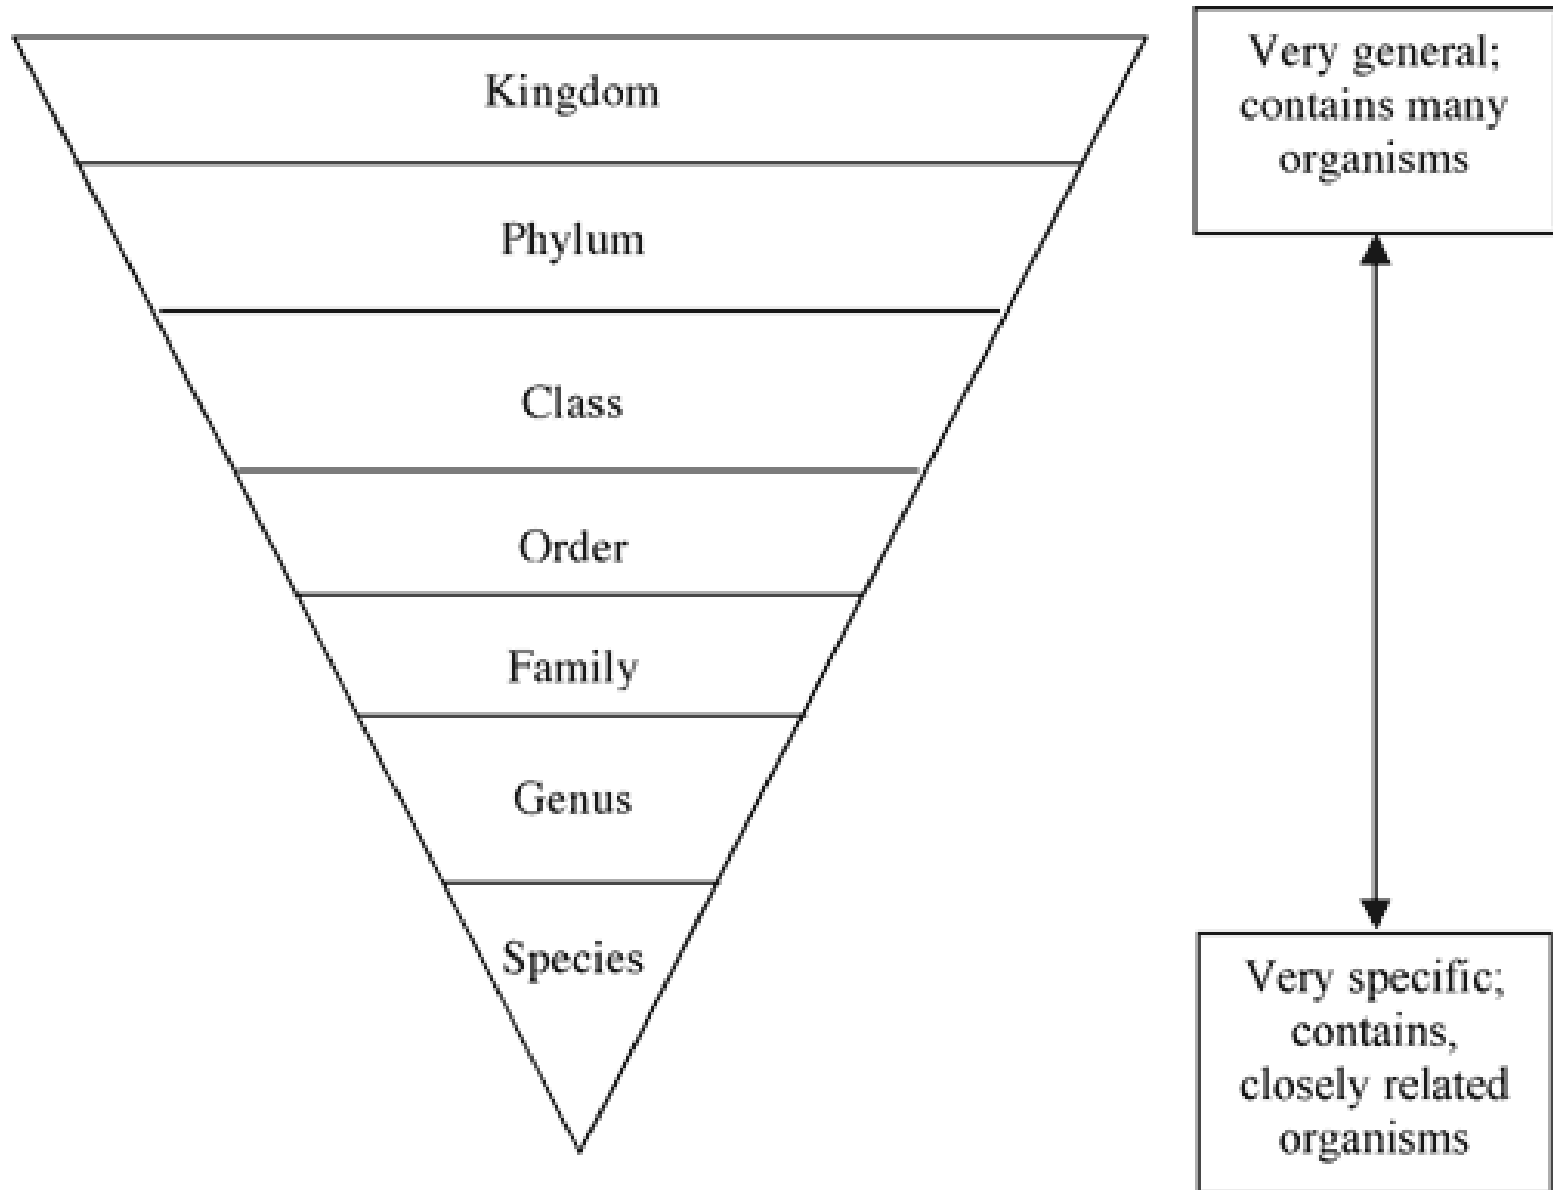 Kingdom
Phylum
Class
Order
Family
Genus
Species
Very general;
contains many
organisms
Very specific;
contains,
closely related
organisms